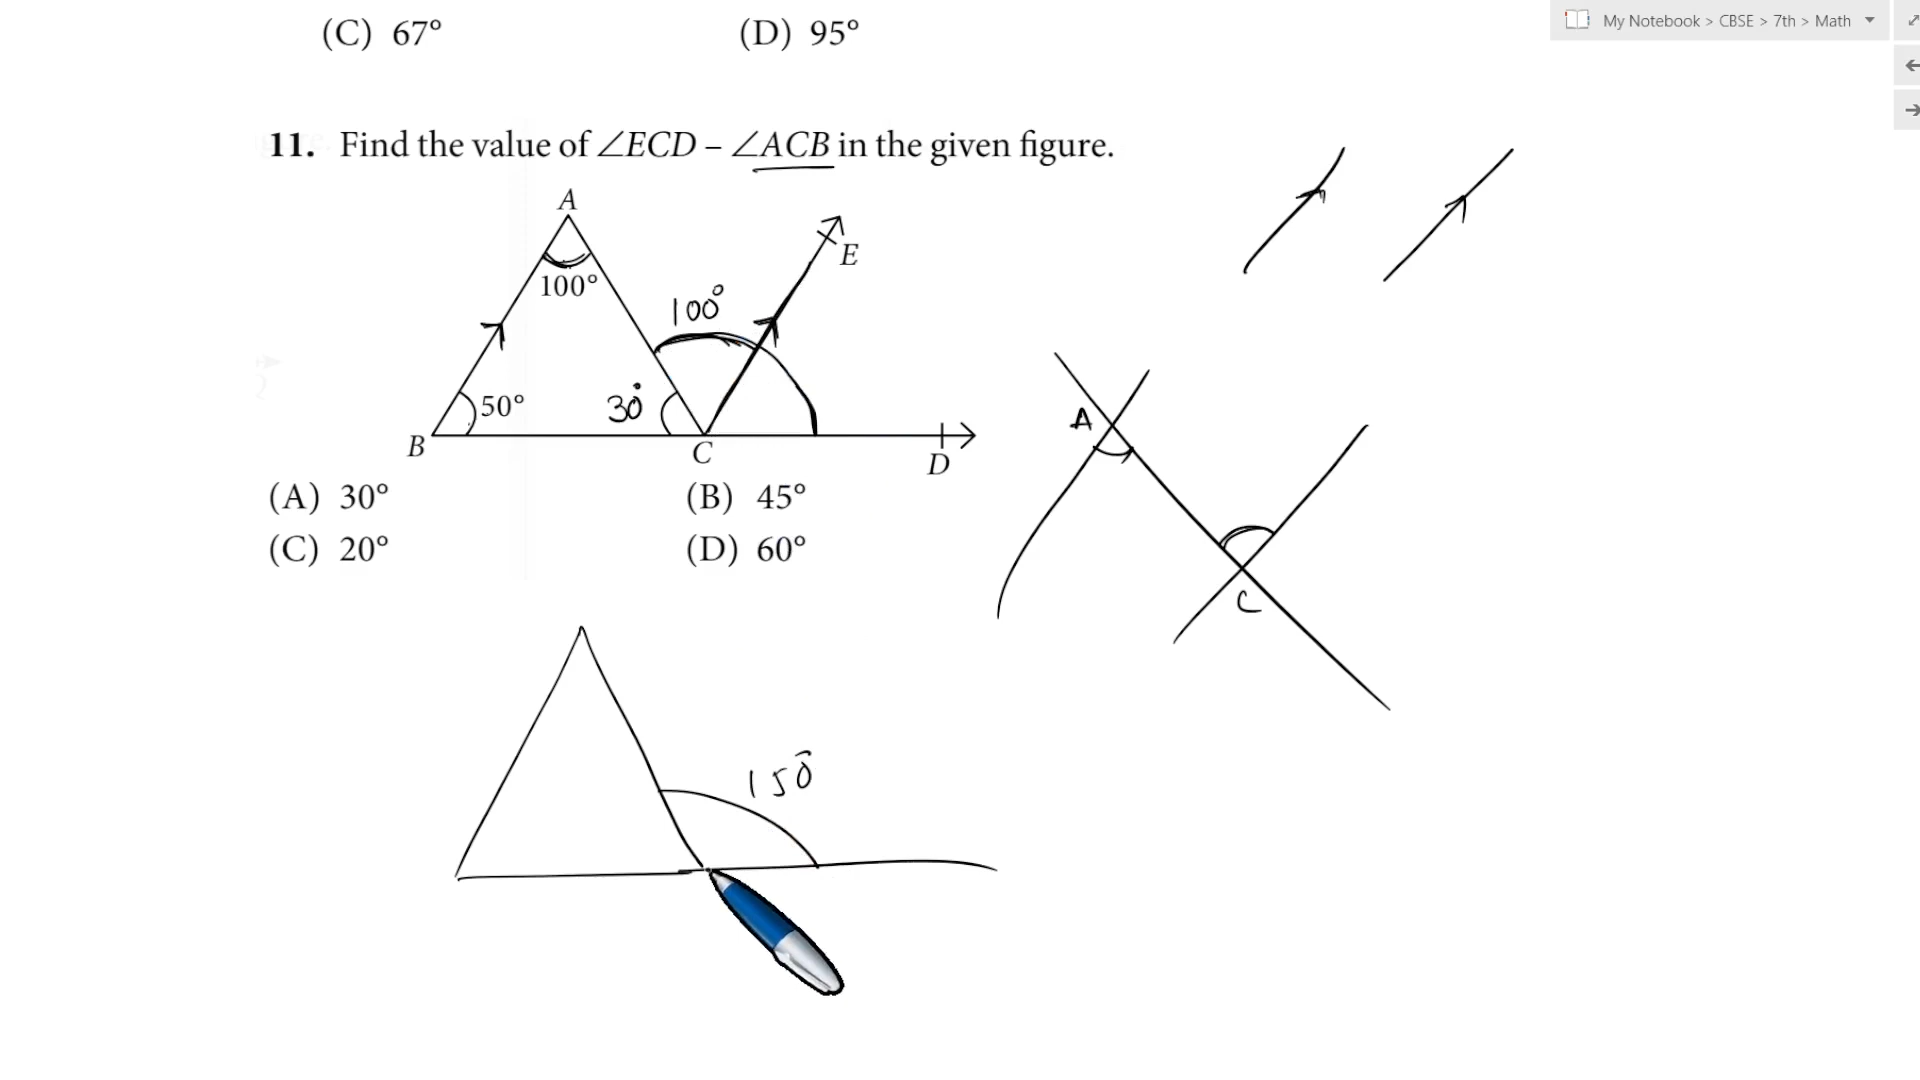 My Notebook > CBSE > 7th > Math
(C) 67° (D) 95°
11. Find the value of ∠ECD – ∠ACB in the given figure.
A
E
100°
100°
50°
30°
B
C
D
A
(A) 30° (B) 45°
(C) 20° (D) 60°
C
150